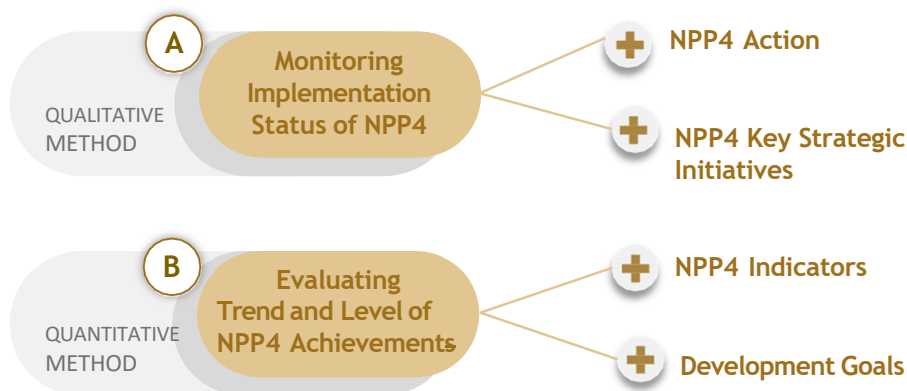 A
QUALITATIVE
METHOD
Monitoring
Implementation
Status of NPP4
NPP4 Action
NPP4 Key Strategic
Initiatives
B
QUANTITATIVE
METHOD
Evaluating
Trend and Level of
NPP4 Achievements
NPP4 Indicators
Development Goals